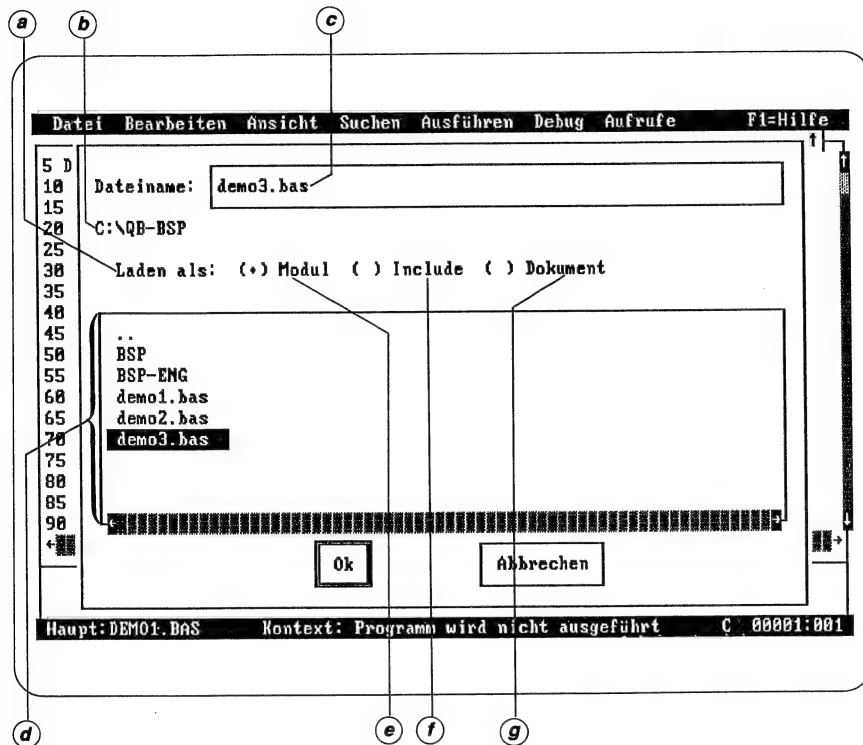 a b c
Datei Bearbeiten Ansicht Suchen Ausführen Debug Aufrufe F1=Hilfe
5 D
10 Dateiname: demo3.bas
15
20 C:\QB-BSP
25
30 Laden als: (•) Modul ( ) Include ( ) Dokument
35
40
45 ..
50 BSP
55 BSP-ENG
60 demo1.bas
65 demo2.bas
70 demo3.bas
75
80
85
90
Ok Abbrechen
Haupt:DEMO1.BAS Kontext: Programm wird nicht ausgeführt C 00001:001
d e f g